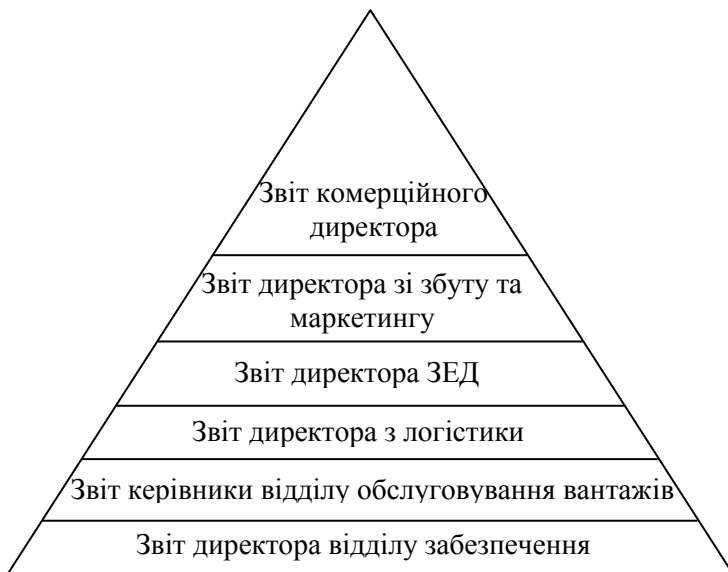 Звіт комерційного
директора
Звіт директора зі збуту та
маркетингу
Звіт директора ЗЕД
Звіт директора з логістики
Звіт керівники відділу обслуговування вантажів
Звіт директора відділу забезпечення